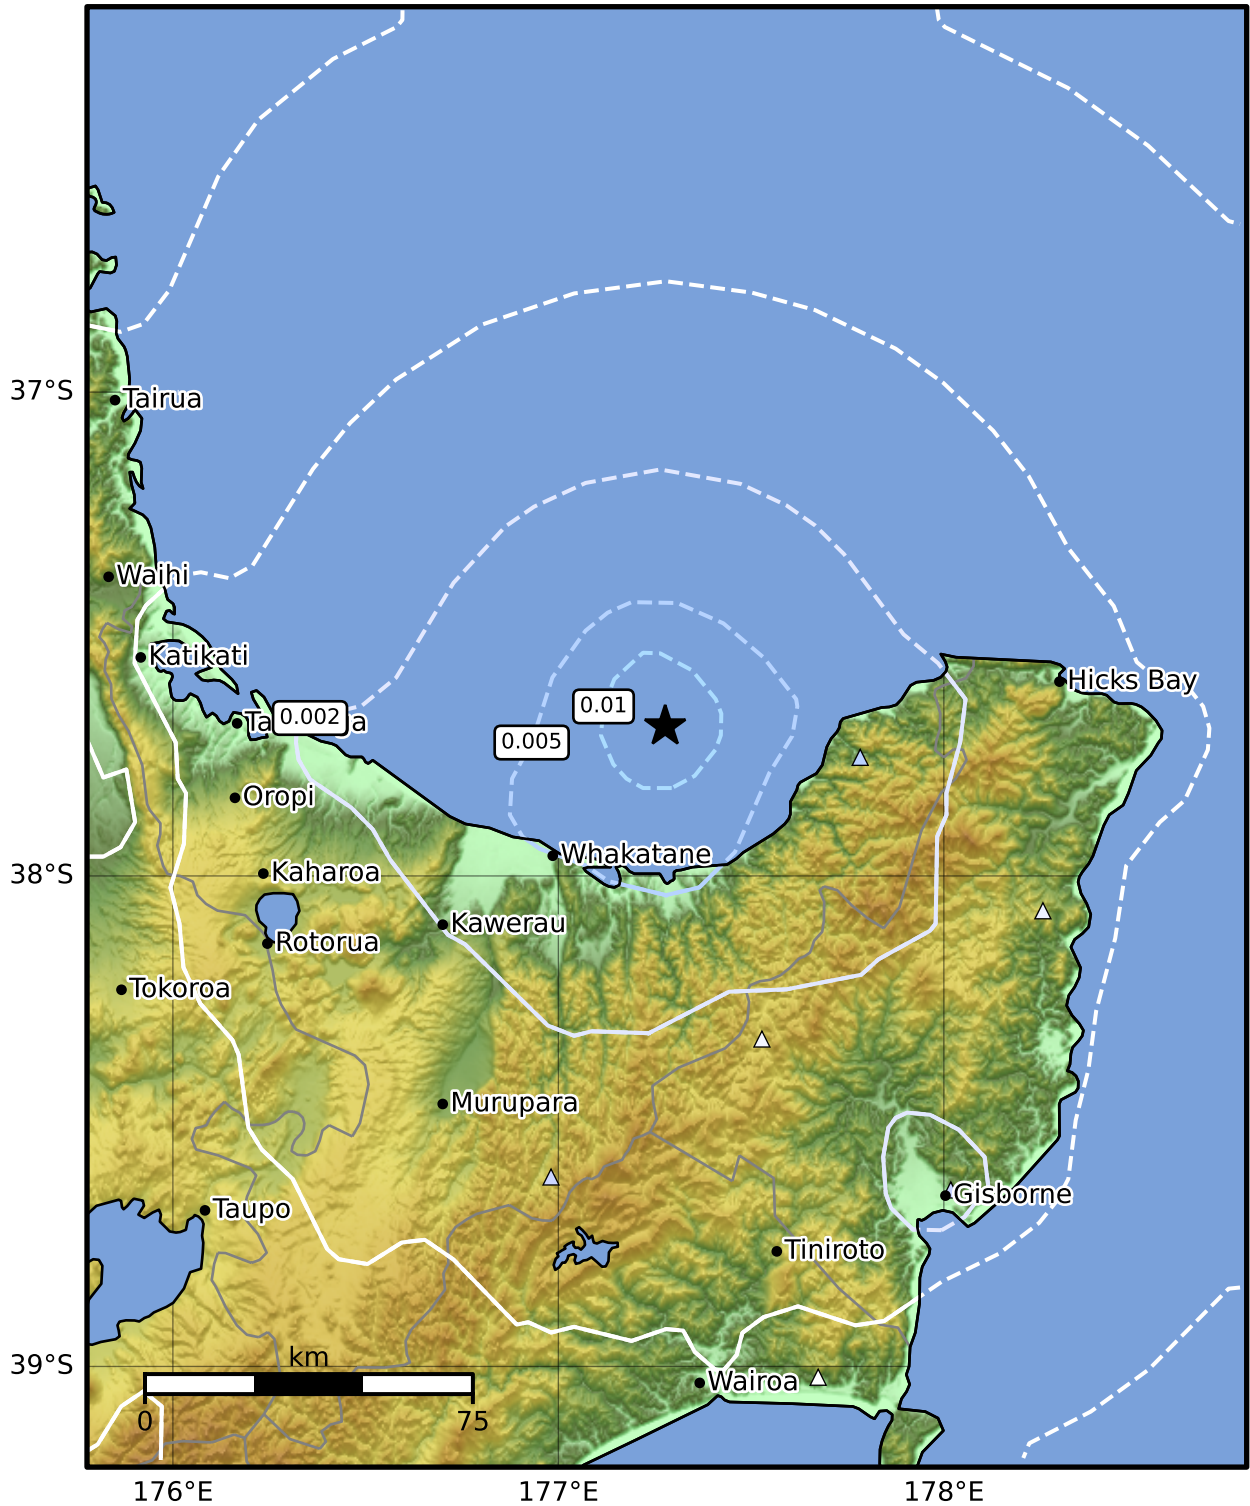 37°S
Tairua
Waihi
Katikati
Hicks Bay
0.01
0.002
0.005
Oropi
Whakatane
38°S
Kaharoa
Kawerau
Rotorua
Tokoroa
Murupara
Gisborne
Taupo
Tiniroto
km
39°S
Wairoa
0
75
176°E
177°E
178°E